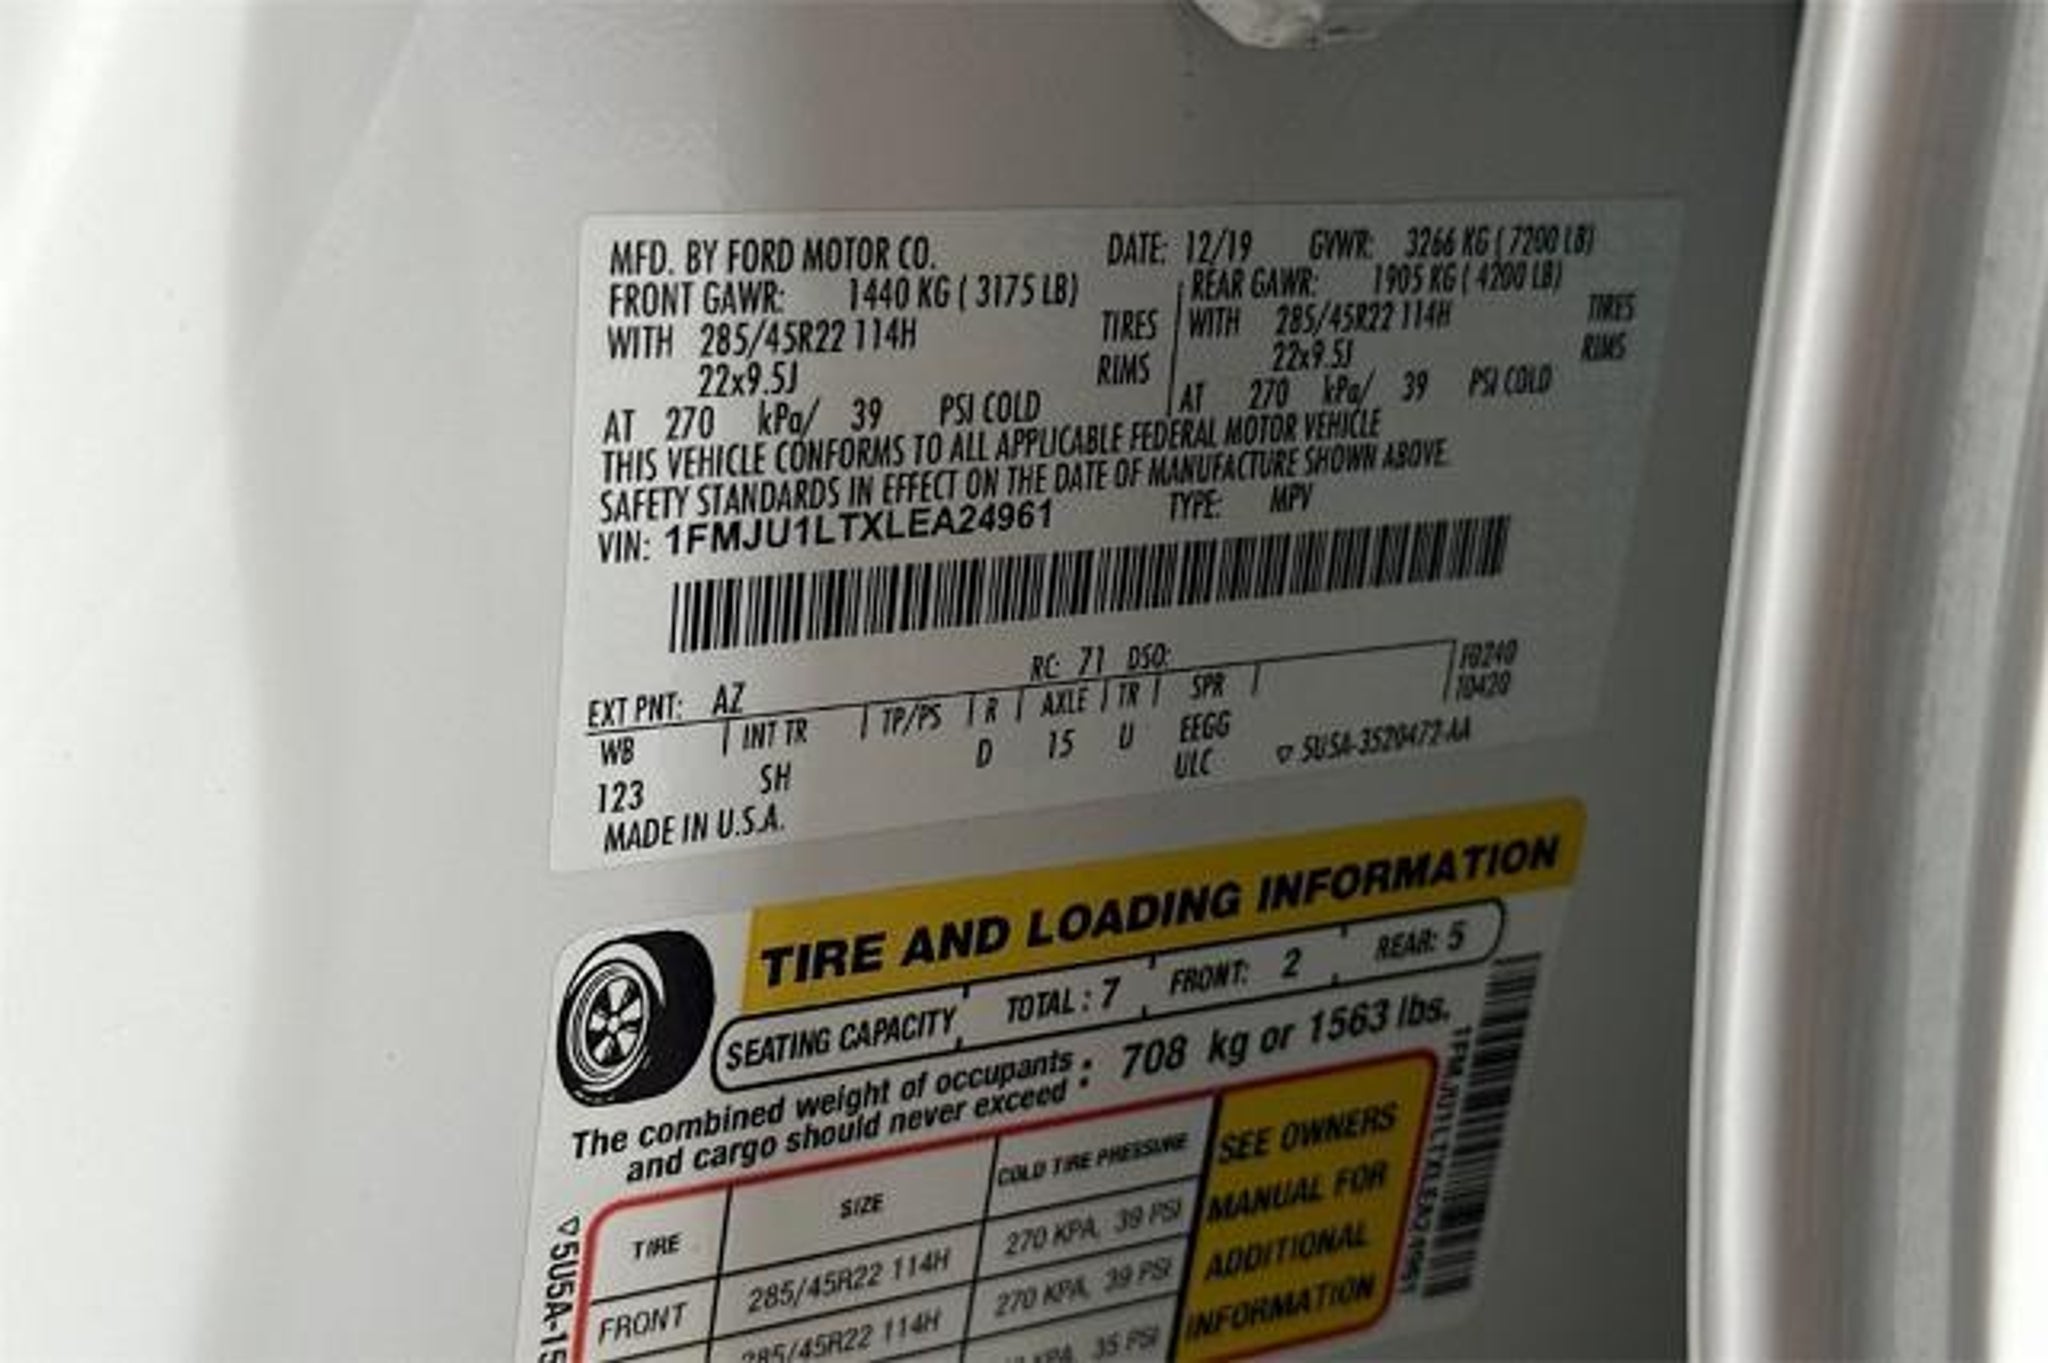 MFD. BY FORD MOTOR CO. DATE: 12/19 GVWR: 3266 KG ( 7200 LB)
FRONT GAWR: 1440 KG ( 3175 LB) REAR GAWR: 1905 KG ( 4200 LB)
WITH 285/45R22 114H TIRES WITH 285/45R22 114H TIRES
22x9.5J RIMS 22x9.5J RIMS
AT 270 kPa/ 39 PSI COLD AT 270 kPa/ 39 PSI COLD
THIS VEHICLE CONFORMS TO ALL APPLICABLE FEDERAL MOTOR VEHICLE
SAFETY STANDARDS IN EFFECT ON THE DATE OF MANUFACTURE SHOWN ABOVE.
VIN: 1FMJU1LTXLEA24961 TYPE: MPV
EXT PNT: AZ RC: 71 DSO: F0240
WB INT TR TP/PS R AXLE TR SPR T0420
123 SH D 15 U EEGG
ULC ▽ 5U5A-3520472-AA
MADE IN U.S.A.
TIRE AND LOADING INFORMATION
SEATING CAPACITY TOTAL : 7 FRONT: 2 REAR: 5
The combined weight of occupants
and cargo should never exceed : 708 kg or 1563 lbs.
TIRE SIZE COLD TIRE PRESSURE
FRONT 285/45R22 114H 270 KPA, 39 PSI
285/45R22 114H 270 KPA, 39 PSI
KPA, 35 PSI
SEE OWNERS
MANUAL FOR
ADDITIONAL
INFORMATION
1FMJU1LTXLEA24961
▽5U5A-15